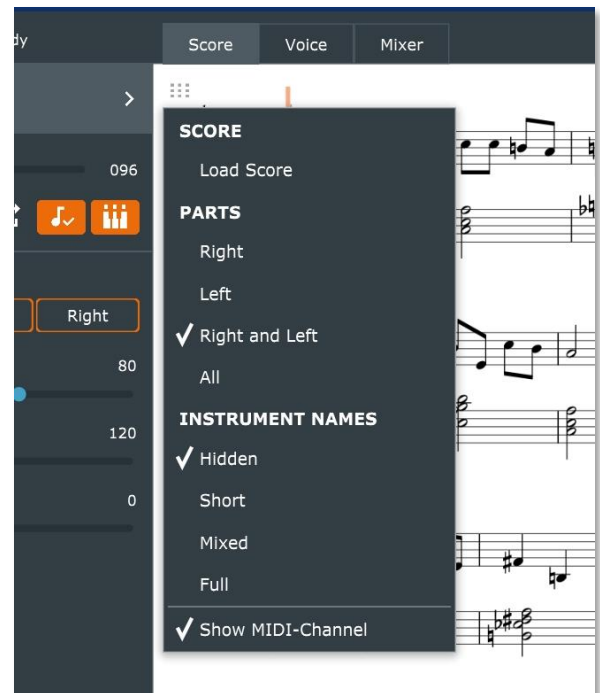 Score Voice Mixer
SCORE
Load Score
096
PARTS
Right
Left
Right
Right and Left
80
All
INSTRUMENT NAMES
120
Hidden
Short
0
Mixed
Full
Show MIDI-Channel